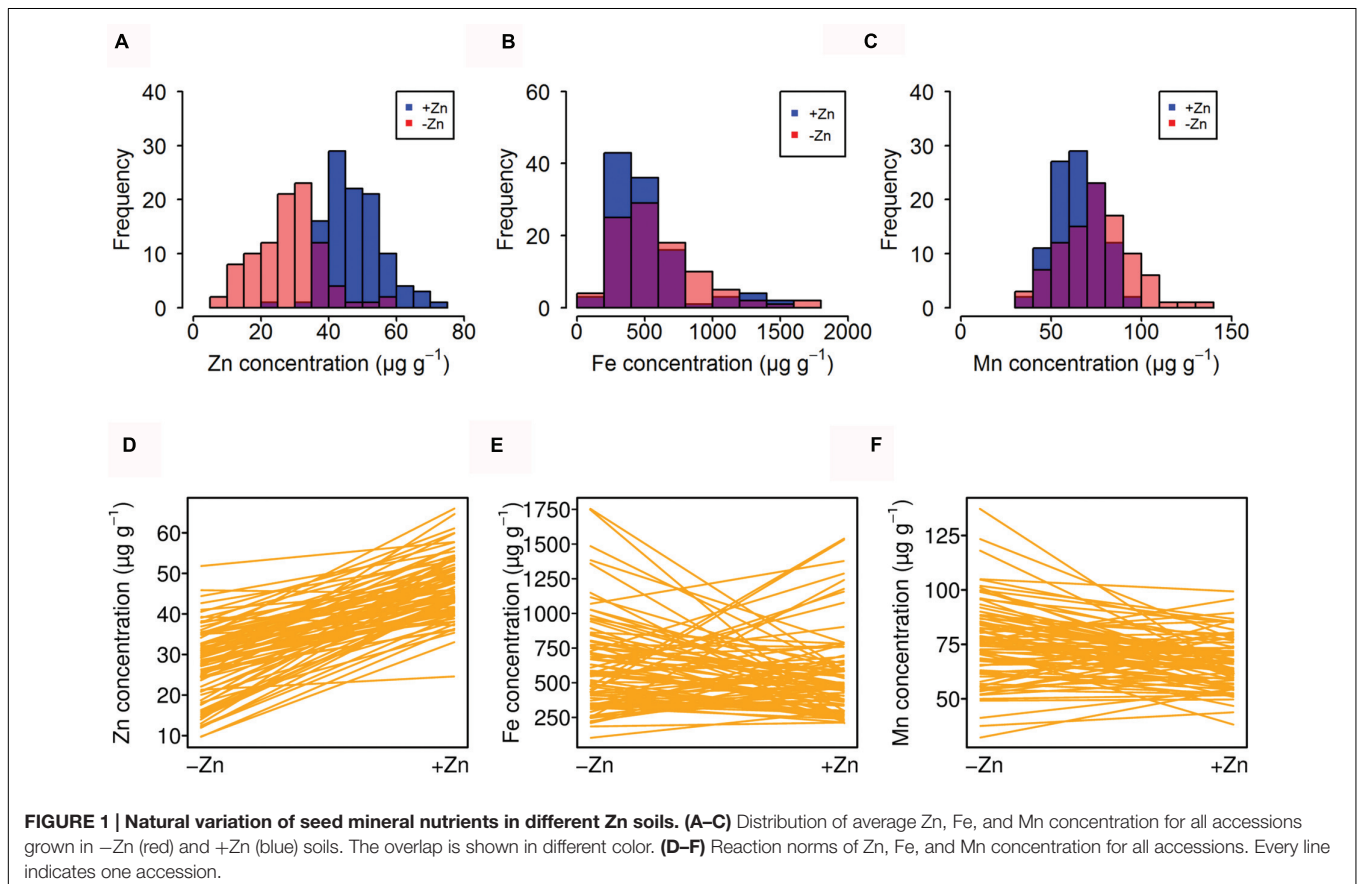 A
B
C
40
30
20
10
0
Frequency
+Zn
-Zn
0 20 40 60 80
Zn concentration (µg g⁻¹)
60
40
20
0
Frequency
+Zn
-Zn
0 500 1000 1500 2000
Fe concentration (µg g⁻¹)
40
30
20
10
0
Frequency
+Zn
-Zn
0 50 100 150
Mn concentration (µg g⁻¹)
D
E
F
Zn concentration (µg g⁻¹)
60
50
40
30
20
10
−Zn +Zn
Fe concentration (µg g⁻¹)
1750
1500
1250
1000
750
500
250
−Zn +Zn
Mn concentration (µg g⁻¹)
125
100
75
50
−Zn +Zn
FIGURE 1 | Natural variation of seed mineral nutrients in different Zn soils. (A–C) Distribution of average Zn, Fe, and Mn concentration for all accessions
grown in −Zn (red) and +Zn (blue) soils. The overlap is shown in different color. (D–F) Reaction norms of Zn, Fe, and Mn concentration for all accessions. Every line
indicates one accession.